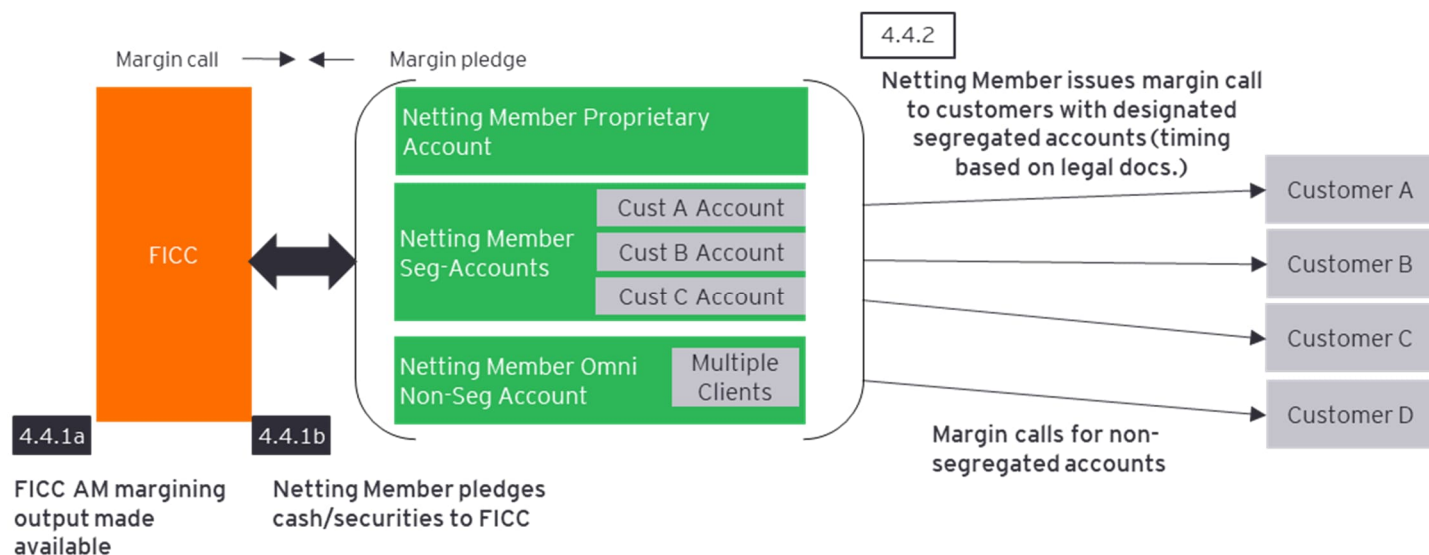 4.4.2
Margin call
Margin pledge
Netting Member issues margin call
to customers with designated
segregated accounts (timing
based on legal docs.)
FICC
Netting Member Proprietary
Account
Netting Member
Seg-Accounts
Cust A Account
Cust B Account
Cust C Account
Netting Member Omni
Non-Seg Account
Multiple
Clients
Customer A
Customer B
Customer C
Customer D
Margin calls for non-
segregated accounts
4.4.1a
4.4.1b
FICC AM margining
output made
available
Netting Member pledges
cash/securities to FICC